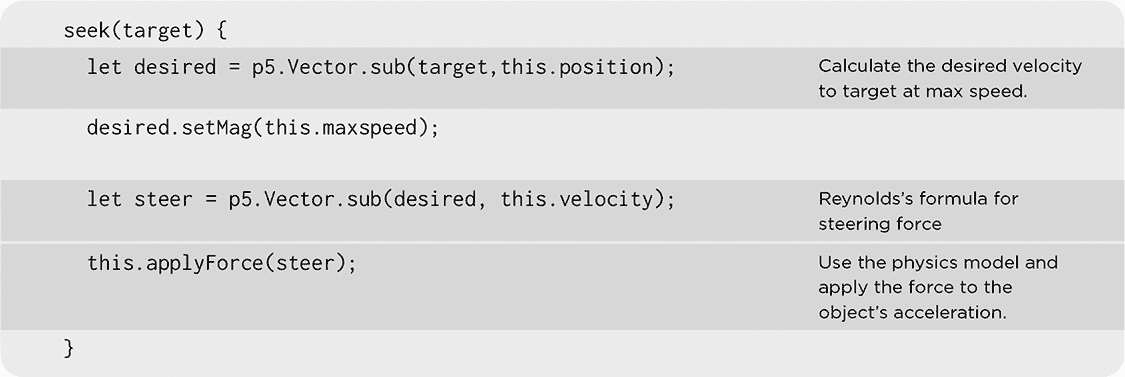 seek(target) {
let desired = p5.Vector.sub(target,this.position);
Calculate the desired velocity
to target at max speed.
desired.setMag(this.maxspeed);
let steer = p5.Vector.sub(desired, this.velocity);
Reynolds's formula for
steering force
this.applyForce(steer);
Use the physics model and
apply the force to the
object's acceleration.
}